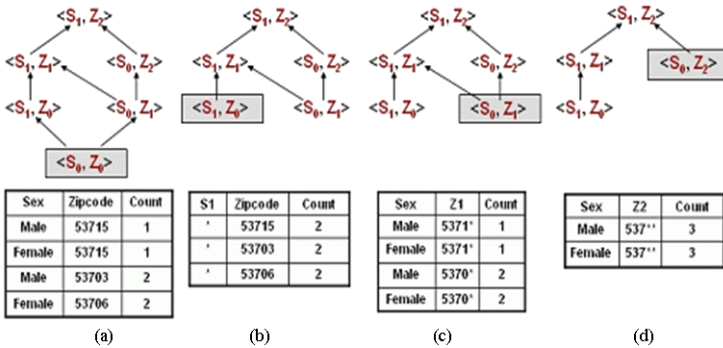 <S1, Z2> <S1, Z2> <S1, Z2> <S1, Z2>
<S1, Z1> <S0, Z2> <S1, Z1> <S0, Z2> <S1, Z1> <S0, Z2> <S1, Z1> <S0, Z2>
<S1, Z0> <S0, Z1> <S1, Z0> <S0, Z1> <S1, Z0> <S0, Z1> <S1, Z0>
<S0, Z0>
Sex Zipcode Count
Male 53715 1
Female 53715 1
Male 53703 2
Female 53706 2
S1 Zipcode Count
* 53715 2
* 53703 2
* 53706 2
Sex Z1 Count
Male 5371* 1
Female 5371* 1
Male 5370* 2
Female 5370* 2
Sex Z2 Count
Male 537** 3
Female 537** 3
(a) (b) (c) (d)